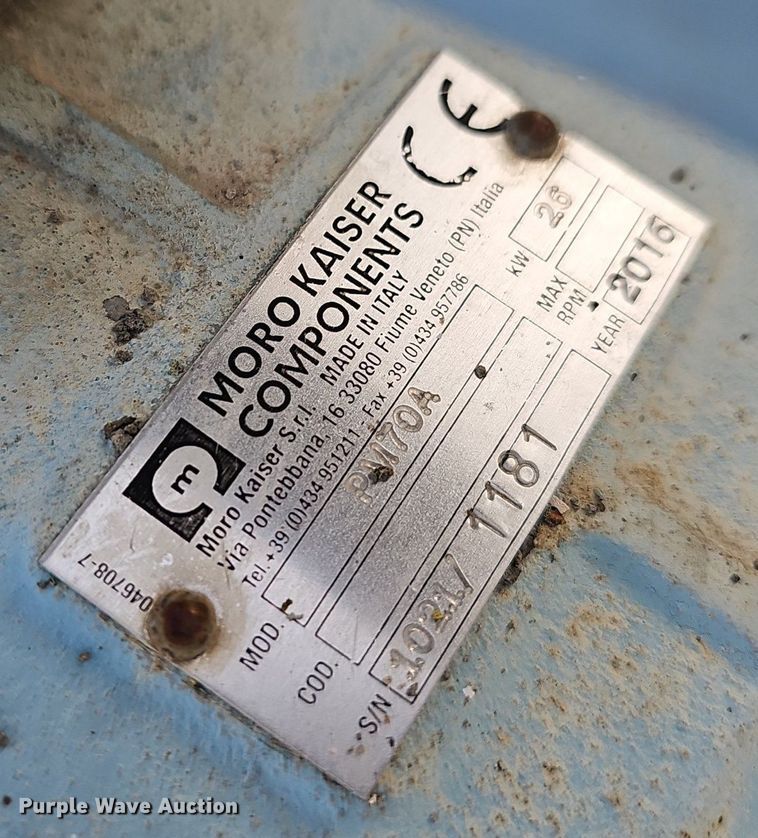 m
MORO KAISER
COMPONENTS
CE
Moro Kaiser S.r.l. MADE IN ITALY
Via Pontebbana, 16 33080 Fiume Veneto (PN) Italia
Tel.+39 (0)434 951211 - Fax +39 (0)434 957786
046708-7
MOD. PM70A
KW 26
COD.
MAX RPM
S/N 10217 1181
YEAR 2016
Purple Wave Auction